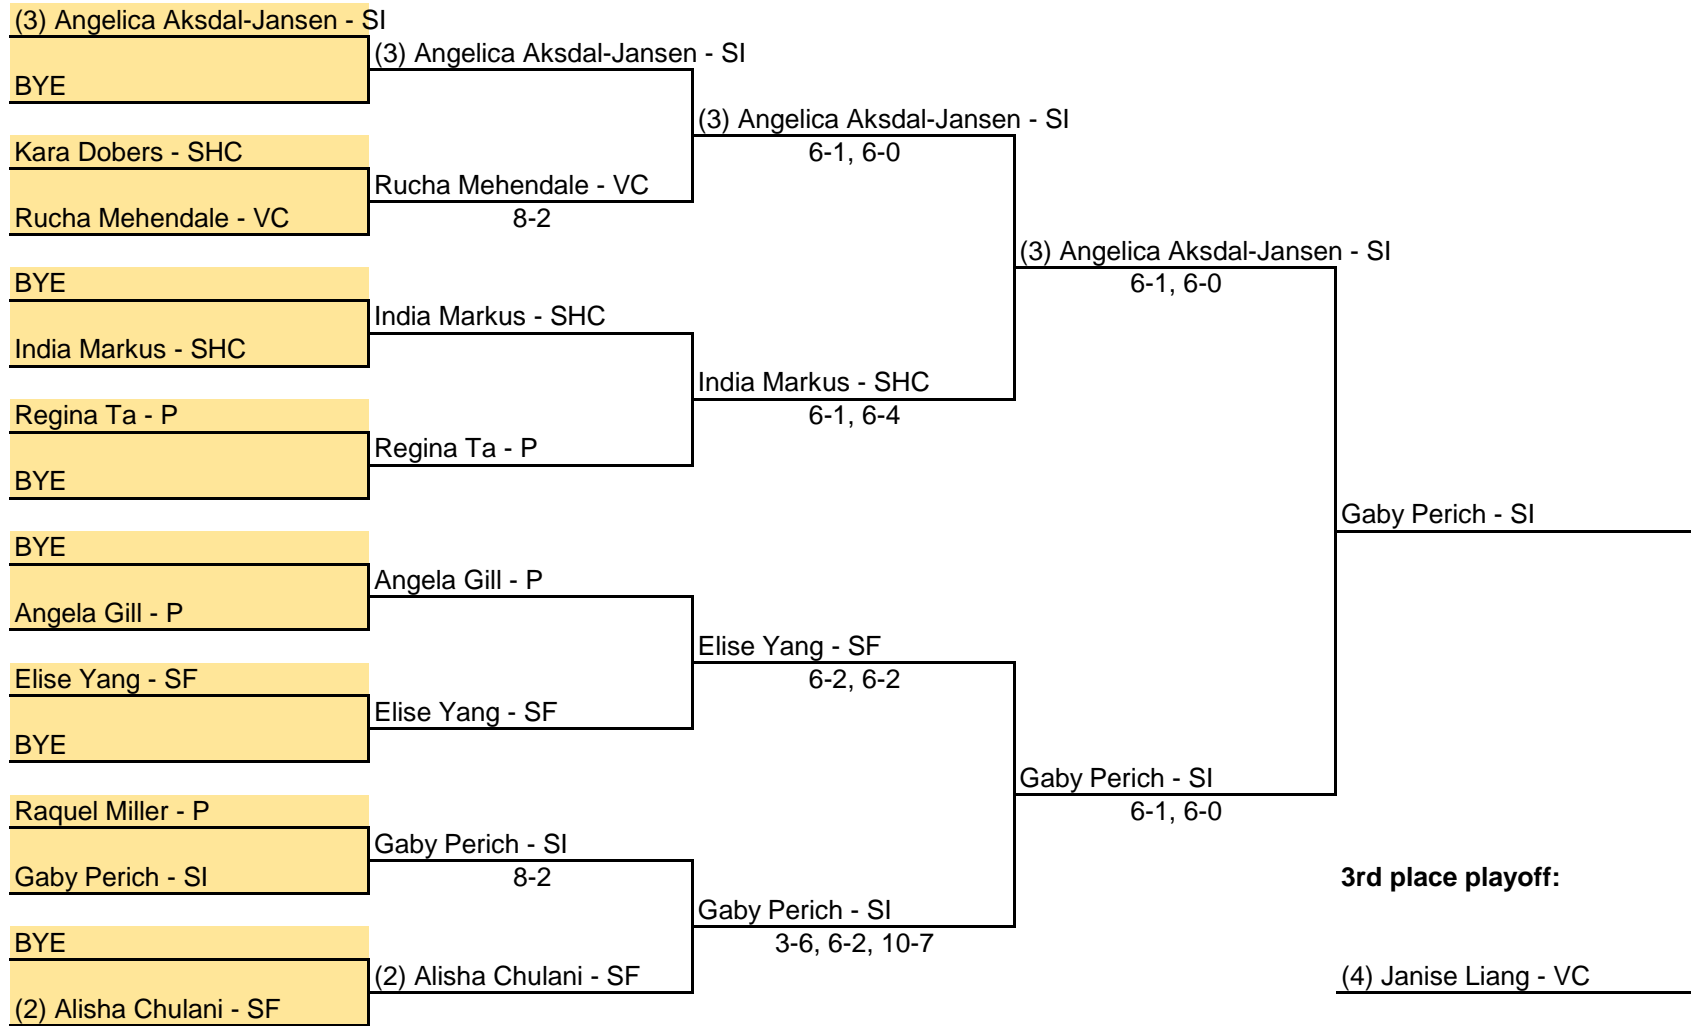 (3) Angelica Aksdal-Jansen - SI
(3) Angelica Aksdal-Jansen - SI
BYE
(3) Angelica Aksdal-Jansen - SI
Kara Dobers - SHC
6-1, 6-0
Rucha Mehendale - VC
Rucha Mehendale - VC
8-2
(3) Angelica Aksdal-Jansen - SI
BYE
6-1, 6-0
India Markus - SHC
India Markus - SHC
India Markus - SHC
Regina Ta - P
6-1, 6-4
Regina Ta - P
BYE
Gaby Perich - SI
BYE
Angela Gill - P
Angela Gill - P
Elise Yang - SF
Elise Yang - SF
6-2, 6-2
Elise Yang - SF
BYE
Gaby Perich - SI
Raquel Miller - P
6-1, 6-0
Gaby Perich - SI
Gaby Perich - SI
8-2
3rd place playoff:
Gaby Perich - SI
BYE
3-6, 6-2, 10-7
(2) Alisha Chulani - SF
(4) Janise Liang - VC
(2) Alisha Chulani - SF